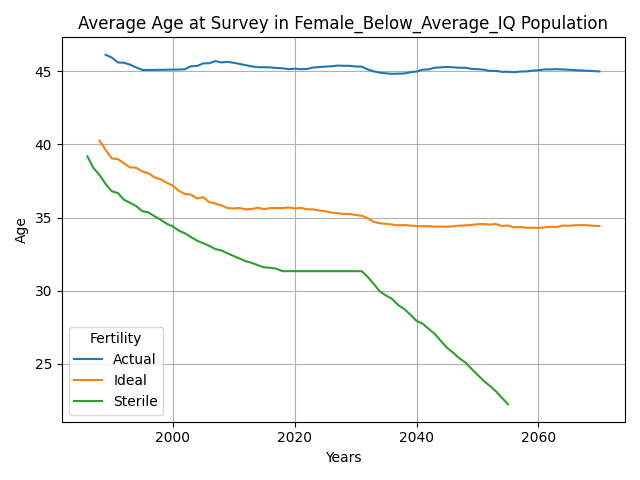 Average Age at Survey in Female_Below_Average_IQ Population
Age
45
40
35
30
25
Fertility
Actual
Ideal
Sterile
2000
2020
2040
2060
Years